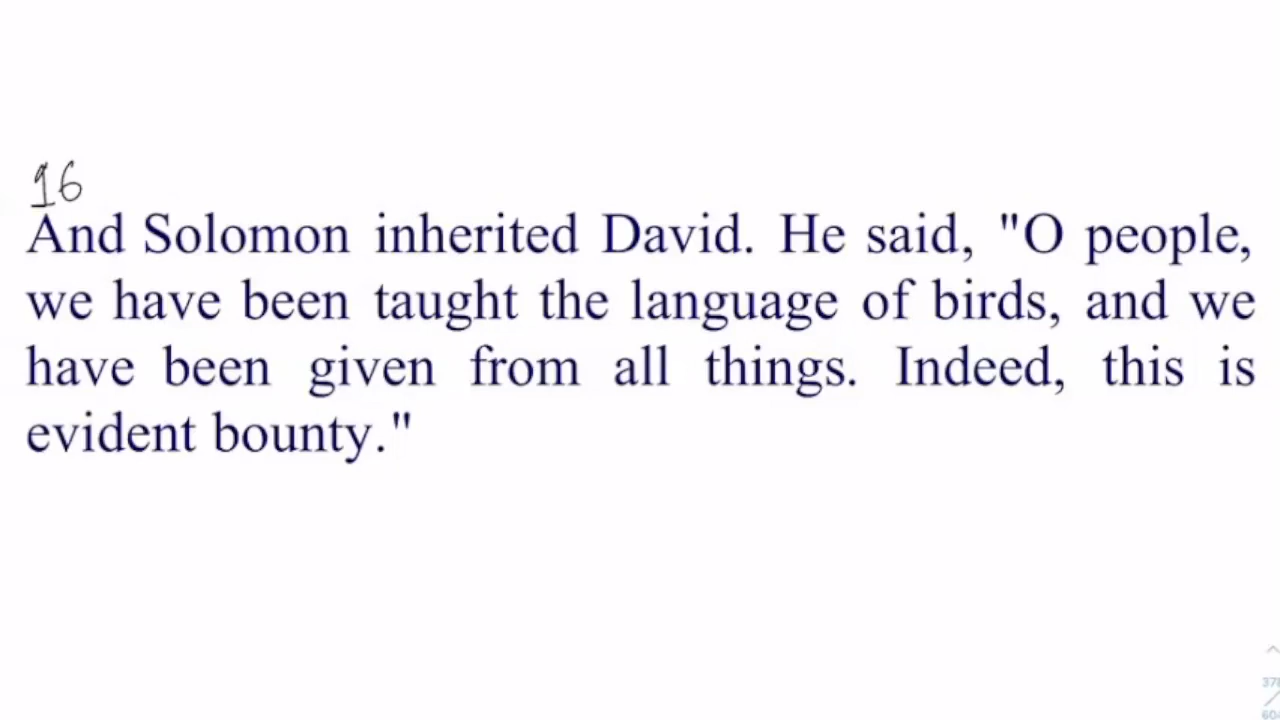 16
And Solomon inherited David. He said, "O people,
we have been taught the language of birds, and we
have been given from all things. Indeed, this is
evident bounty."